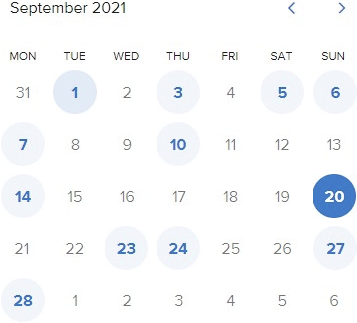 September 2021
MON TUE WED THU FRI SAT SUN
31 1 2 3 4 5 6
7 8 9 10 11 12 13
14 15 16 17 18 19 20
21 22 23 24 25 26 27
28 1 2 3 4 5 6